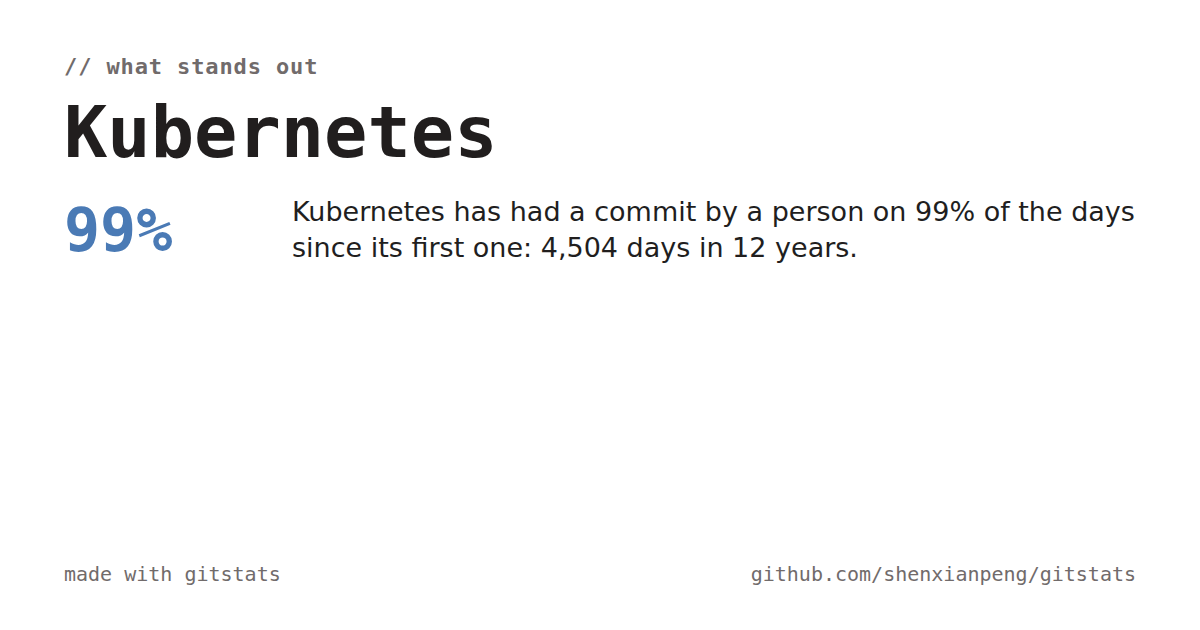 // what stands out
Kubernetes
99%
Kubernetes has had a commit by a person on 99% of the days
since its first one: 4,504 days in 12 years.
made with gitstats
github.com/shenxianpeng/gitstats